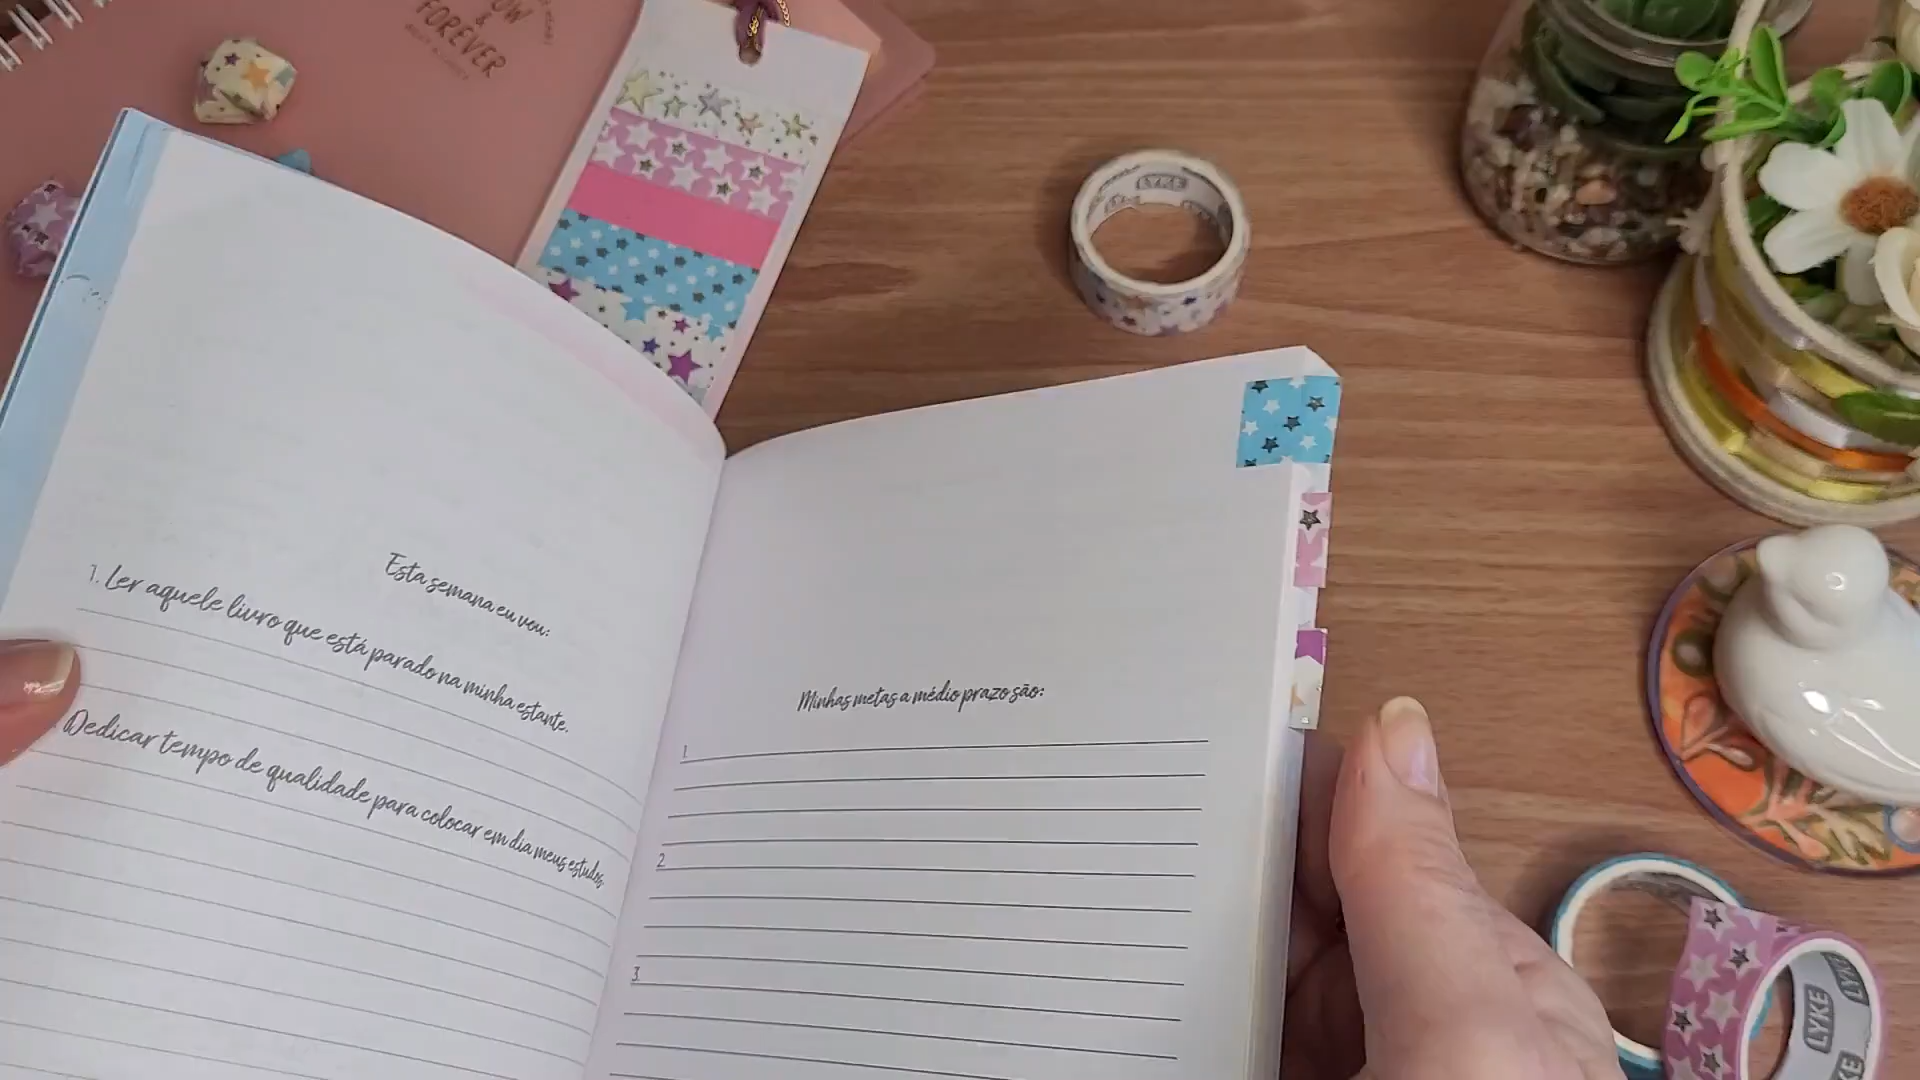 & 
FOREVER
LYKE
Esta semana eu vou:
1. Ler aquele livro que está parado na minha estante.
Dedicar tempo de qualidade para colocar em dia meus estudos.
Minhas metas a médio prazo são:
1.
2.
3.
LYKE
LYKE